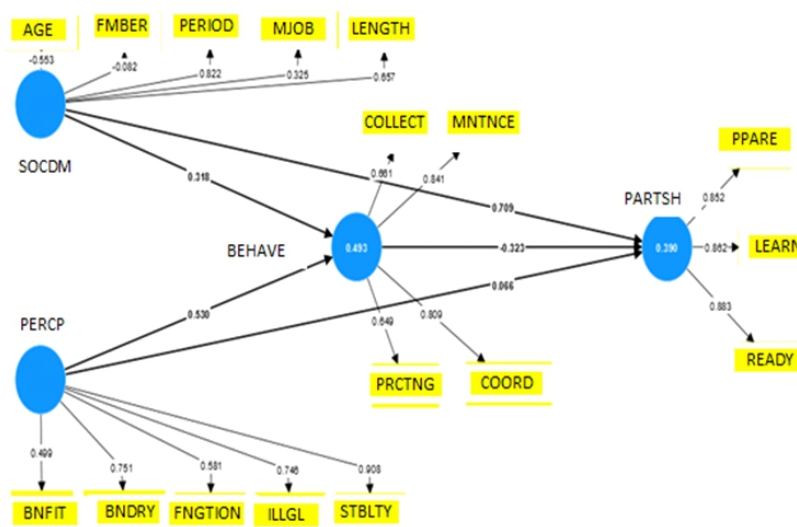 AGE FMBER PERIOD MJOB LENGTH
-0.553 -0.082 0.822 0.325 0.657
SOCDM
COLLECT MNTNCE
0.661 0.841
0.318
0.709
PPARE
0.852
PARTSH
BEHAVE 0.493 -0.323 0.390 0.862 LEARN
0.530
0.066
0.883
PERCP
0.649 0.809
READY
PRCTNG COORD
0.499 0.751 0.581 0.746 0.908
BNFIT BNDRY FNGTION ILLGL STBLTY